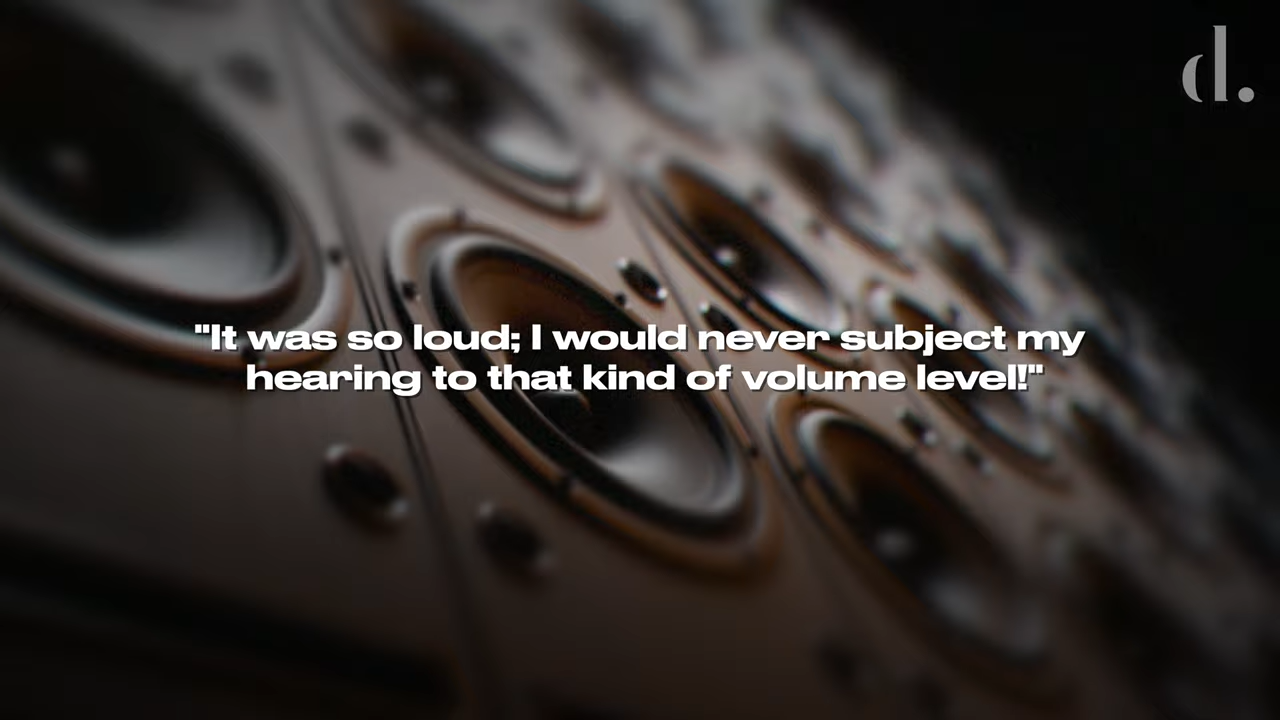 d.
"It was so loud; I would never subject my
hearing to that kind of volume level!"